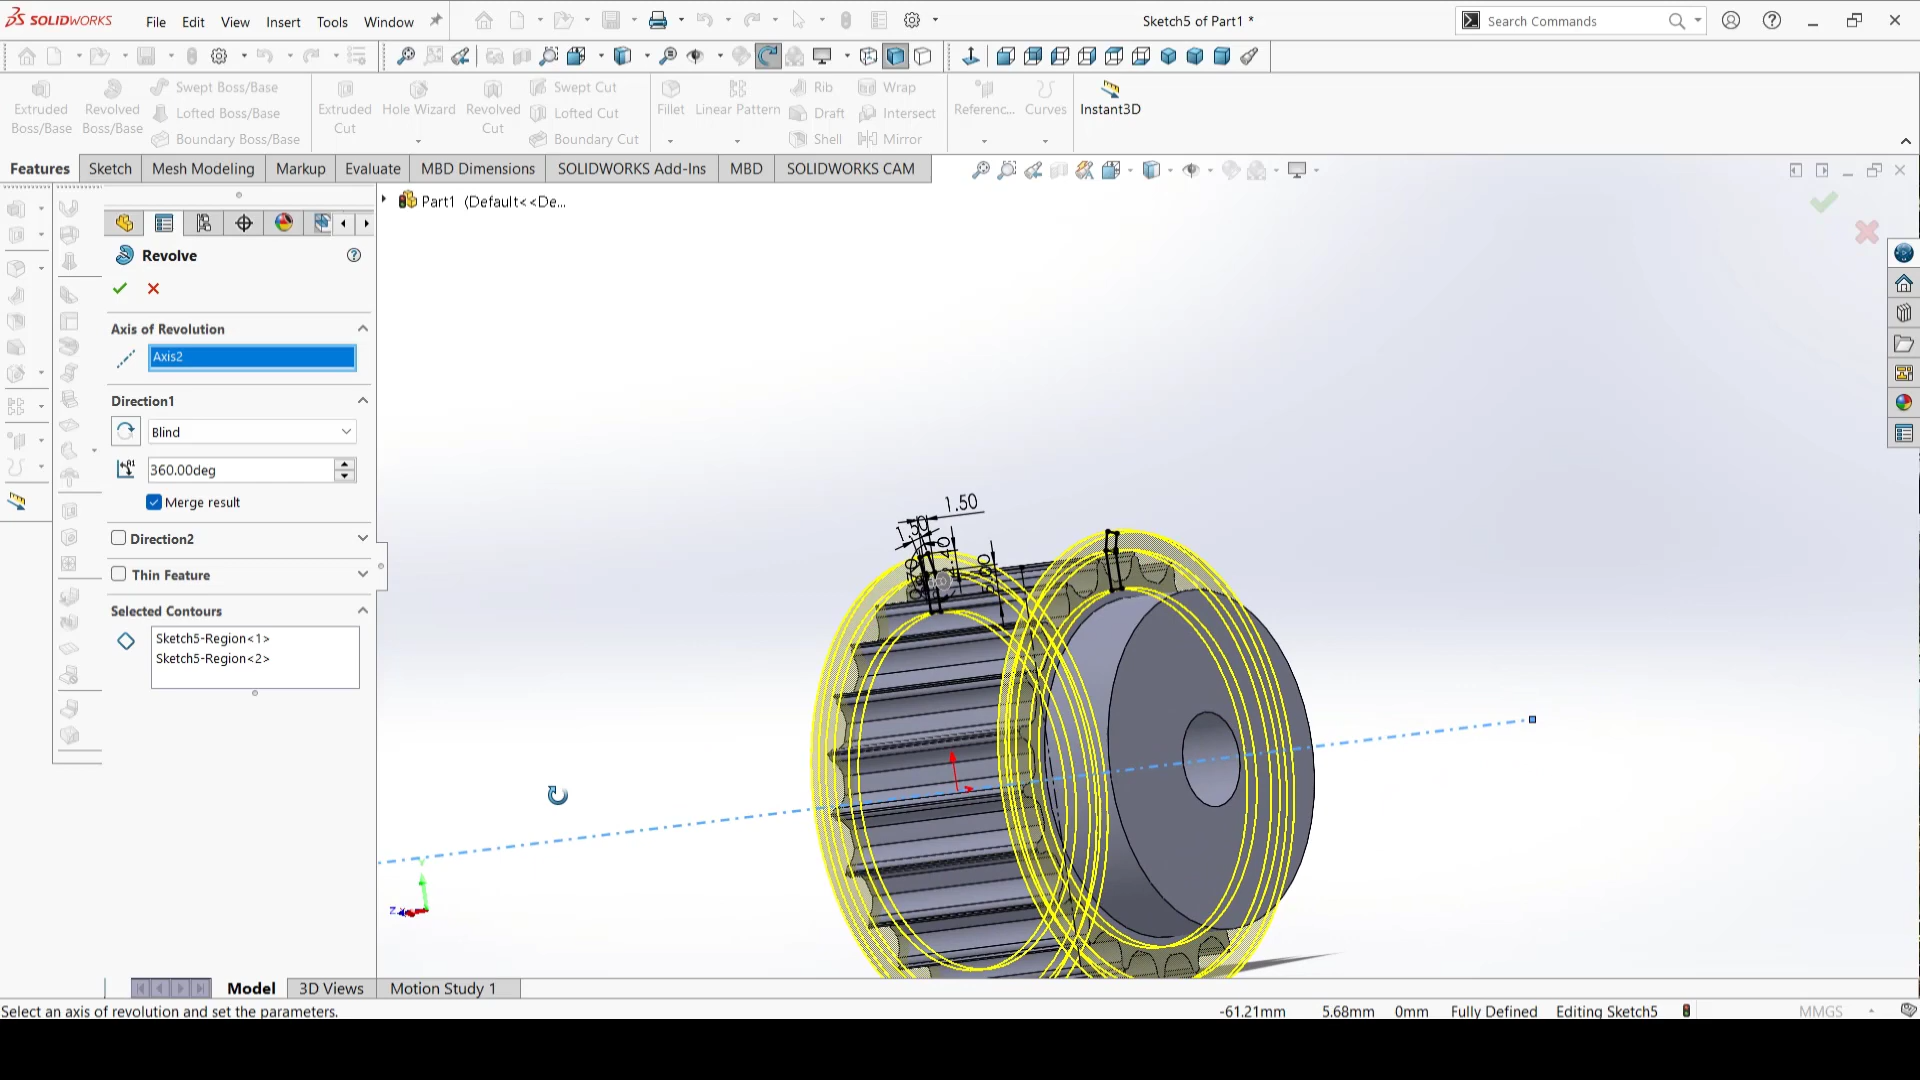 SOLIDWORKS
File Edit View Insert Tools Window
Sketch5 of Part1 *
Search Commands
Extruded Boss/Base
Revolved Boss/Base
Swept Boss/Base
Lofted Boss/Base
Boundary Boss/Base
Extruded Cut
Hole Wizard
Revolved Cut
Swept Cut
Lofted Cut
Boundary Cut
Fillet
Linear Pattern
Rib
Draft
Shell
Wrap
Intersect
Mirror
Referenc...
Curves
Instant3D
Features Sketch Mesh Modeling Markup Evaluate MBD Dimensions SOLIDWORKS Add-Ins MBD SOLIDWORKS CAM
Part1 (Default<<De...
Revolve
Axis of Revolution
Axis2
Direction1
Blind
360.00deg
Merge result
Direction2
Thin Feature
Selected Contours
Sketch5-Region<1>
Sketch5-Region<2>
1.50
1.50
Y
Z
Model 3D Views Motion Study 1
Select an axis of revolution and set the parameters.
-61.21mm 5.68mm 0mm Fully Defined Editing Sketch5 MMGS